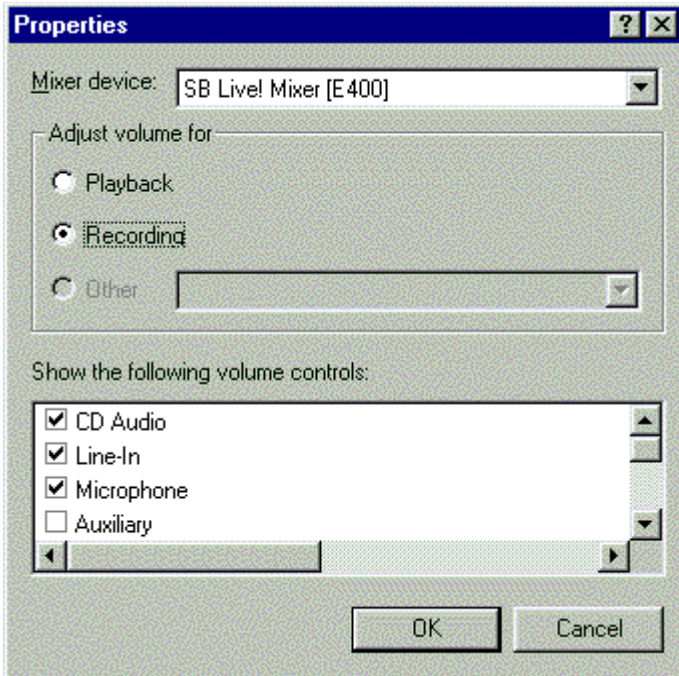 Properties
Mixer device: SB Live! Mixer [E400]
Adjust volume for
Playback
Recording
Other
Show the following volume controls:
CD Audio
Line-In
Microphone
Auxiliary
OK Cancel